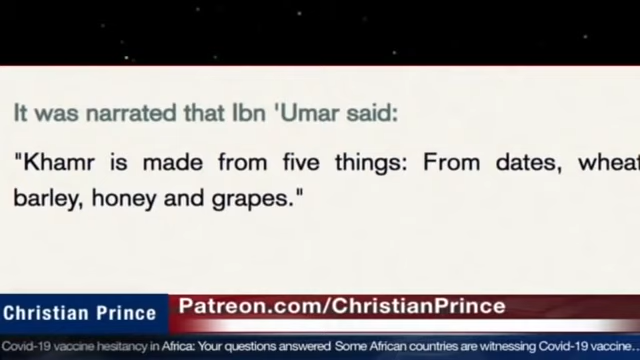 It was narrated that Ibn 'Umar said:
"Khamr is made from five things: From dates, wheat
barley, honey and grapes."
Christian Prince
Patreon.com/ChristianPrince
Covid-19 vaccine hesitancy in Africa: Your questions answered Some African countries are witnessing Covid-19 vaccine...